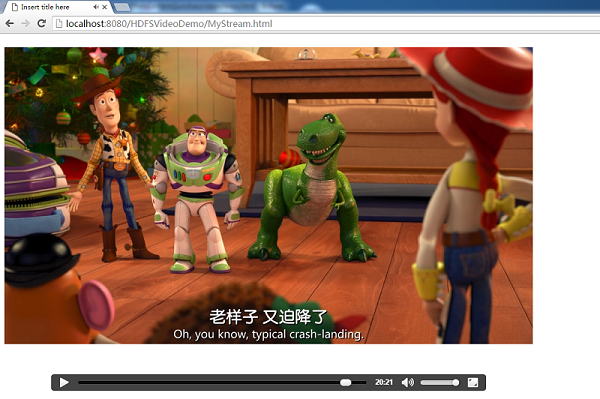 Insert title here
localhost:8080/HDFSVideoDemo/MyStream.html
老样子 又迫降了
Oh, you know, typical crash-landing.
20:21